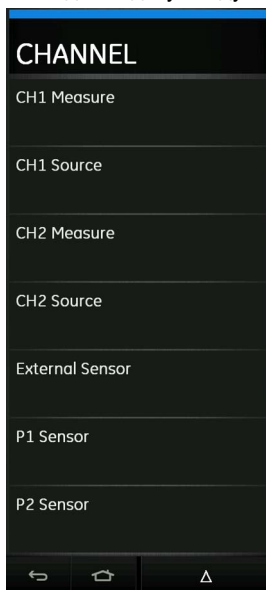 CHANNEL
CH1 Measure
CH1 Source
CH2 Measure
CH2 Source
External Sensor
P1 Sensor
P2 Sensor